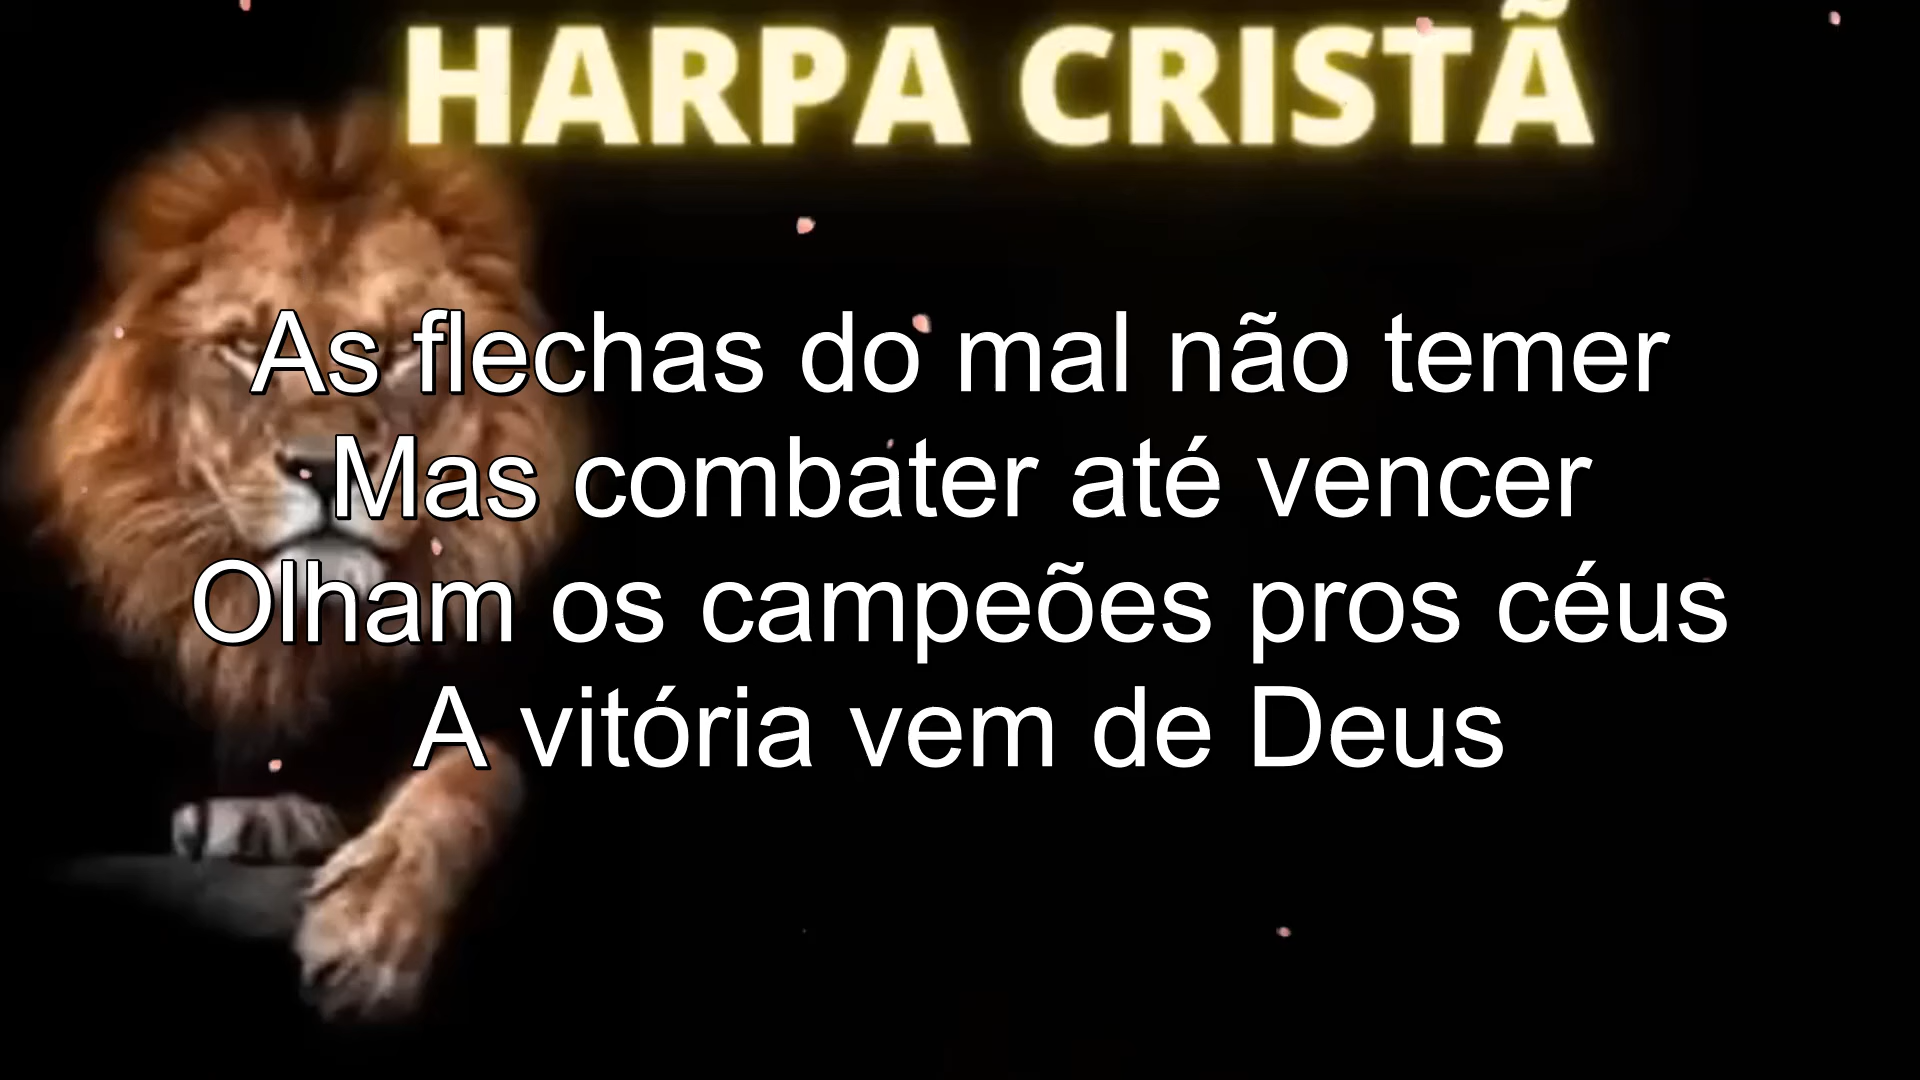 HARPA CRISTÃ
As flechas do mal não temer
Mas combater até vencer
Olham os campeões pros céus
A vitória vem de Deus